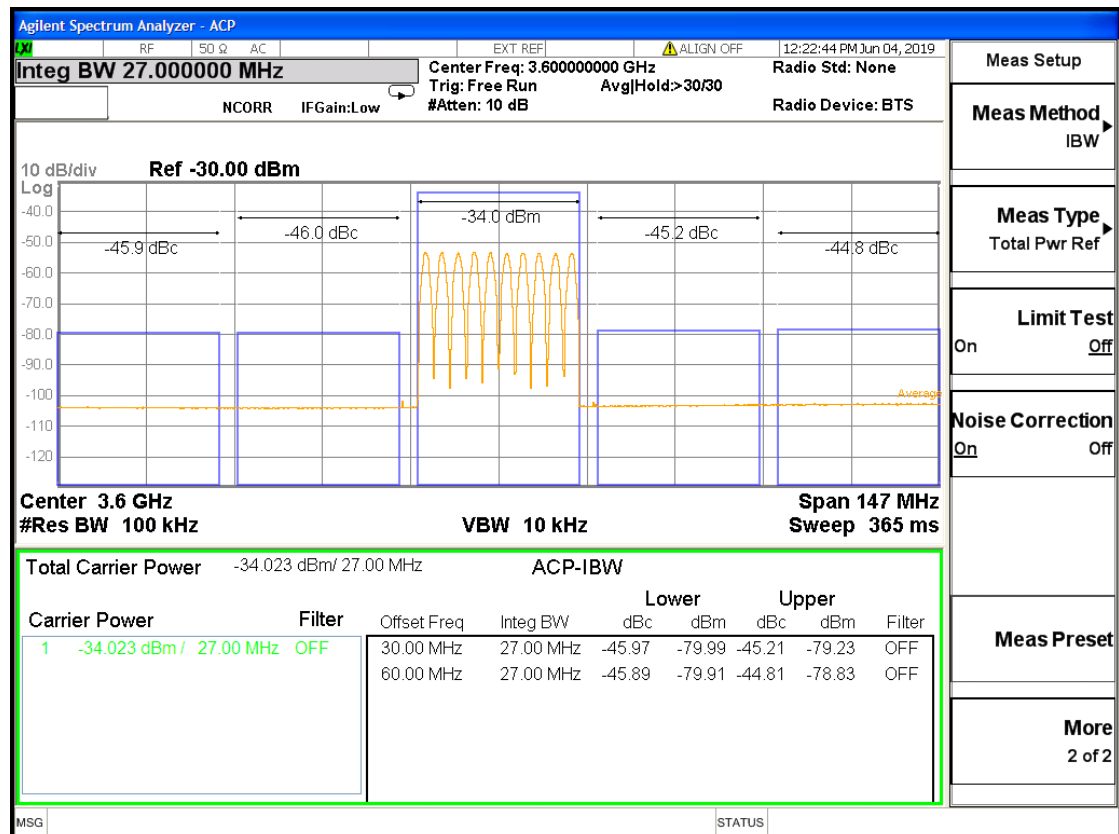 Agilent Spectrum Analyzer - ACP
LXI RF 50 Ω AC EXT REF ALIGN OFF 12:22:44 PM Jun 04, 2019
Integ BW 27.000000 MHz
Center Freq: 3.600000000 GHz Radio Std: None
Trig: Free Run Avg|Hold:>30/30
NCORR IFGain:Low #Atten: 10 dB Radio Device: BTS
10 dB/div Ref -30.00 dBm
Log
-40.0
-50.0
-60.0
-70.0
-80.0
-90.0
-100
-110
-120
-45.9 dBc -46.0 dBc -34.0 dBm -45.2 dBc -44.8 dBc
Average
Center 3.6 GHz Span 147 MHz
#Res BW 100 kHz VBW 10 kHz Sweep 365 ms
Total Carrier Power -34.023 dBm/ 27.00 MHz ACP-IBW
Lower Upper
Carrier Power Filter Offset Freq Integ BW dBc dBm dBc dBm Filter
1 -34.023 dBm / 27.00 MHz OFF 30.00 MHz 27.00 MHz -45.97 -79.99 -45.21 -79.23 OFF
60.00 MHz 27.00 MHz -45.89 -79.91 -44.81 -78.83 OFF
MSG STATUS
Meas Setup
Meas Method
IBW
Meas Type
Total Pwr Ref
Limit Test
On Off
Noise Correction
On Off
Meas Preset
More
2 of 2